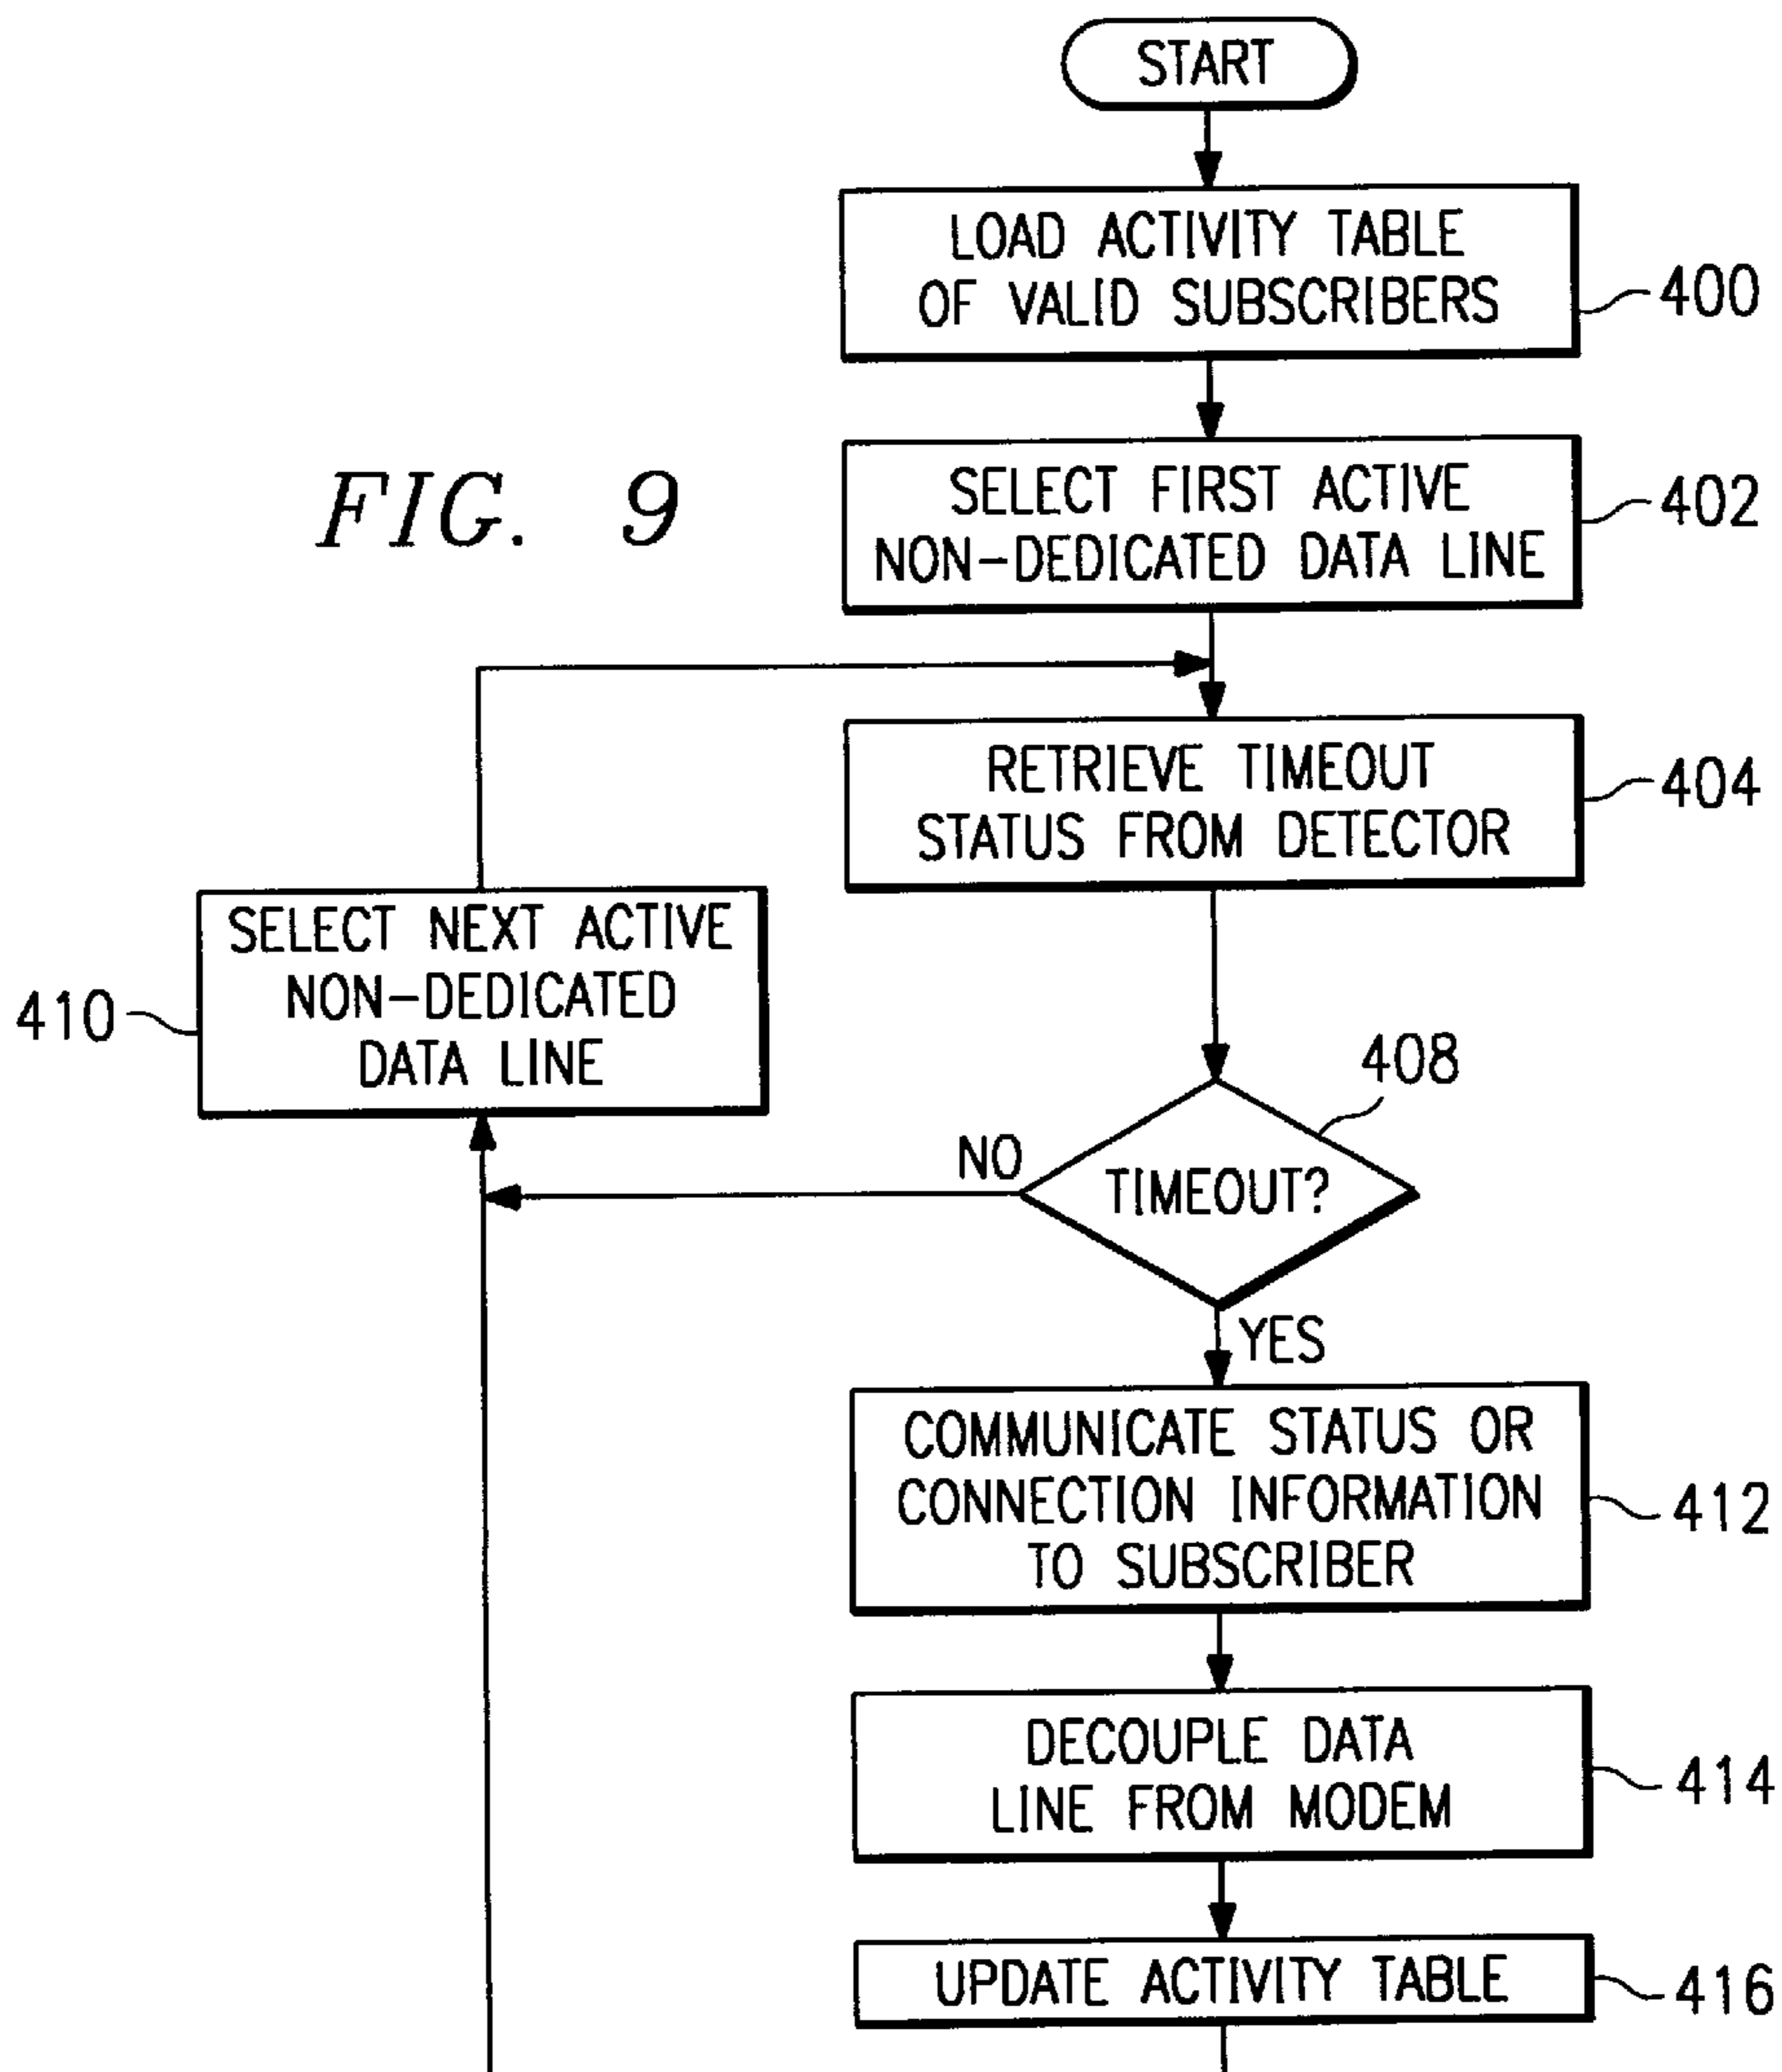 START
LOAD ACTIVITY TABLE
OF VALID SUBSCRIBERS
400
FIG. 9
SELECT FIRST ACTIVE
NON-DEDICATED DATA LINE
402
RETRIEVE TIMEOUT
STATUS FROM DETECTOR
404
SELECT NEXT ACTIVE
NON-DEDICATED
DATA LINE
410
408
NO
TIMEOUT?
YES
COMMUNICATE STATUS OR
CONNECTION INFORMATION
TO SUBSCRIBER
412
DECOUPLE DATA
LINE FROM MODEM
414
UPDATE ACTIVITY TABLE
416